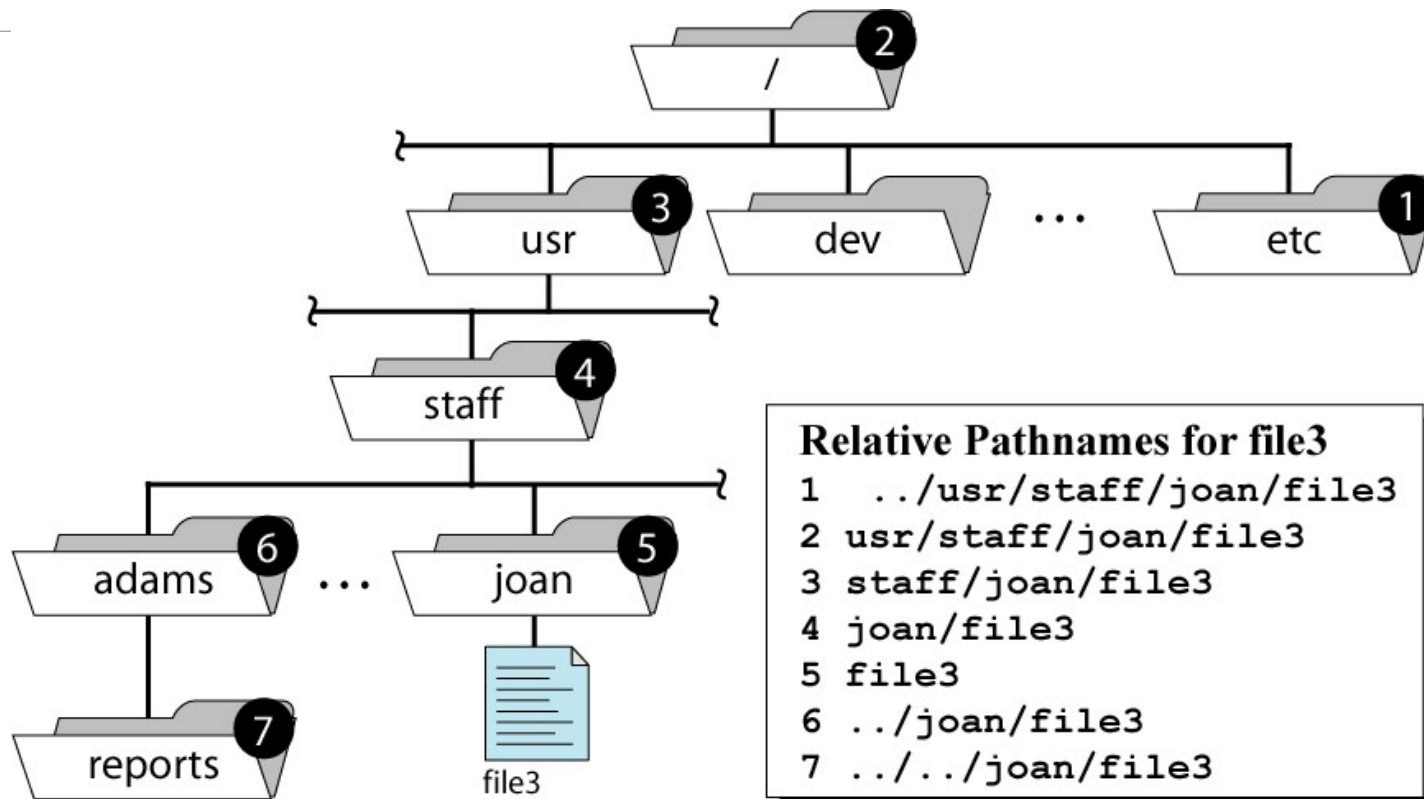 /
2
usr
3
dev
...
etc
1
staff
4
adams
6
...
joan
5
reports
7
file3
Relative Pathnames for file3
1 ../usr/staff/joan/file3
2 usr/staff/joan/file3
3 staff/joan/file3
4 joan/file3
5 file3
6 ../joan/file3
7 ../../joan/file3